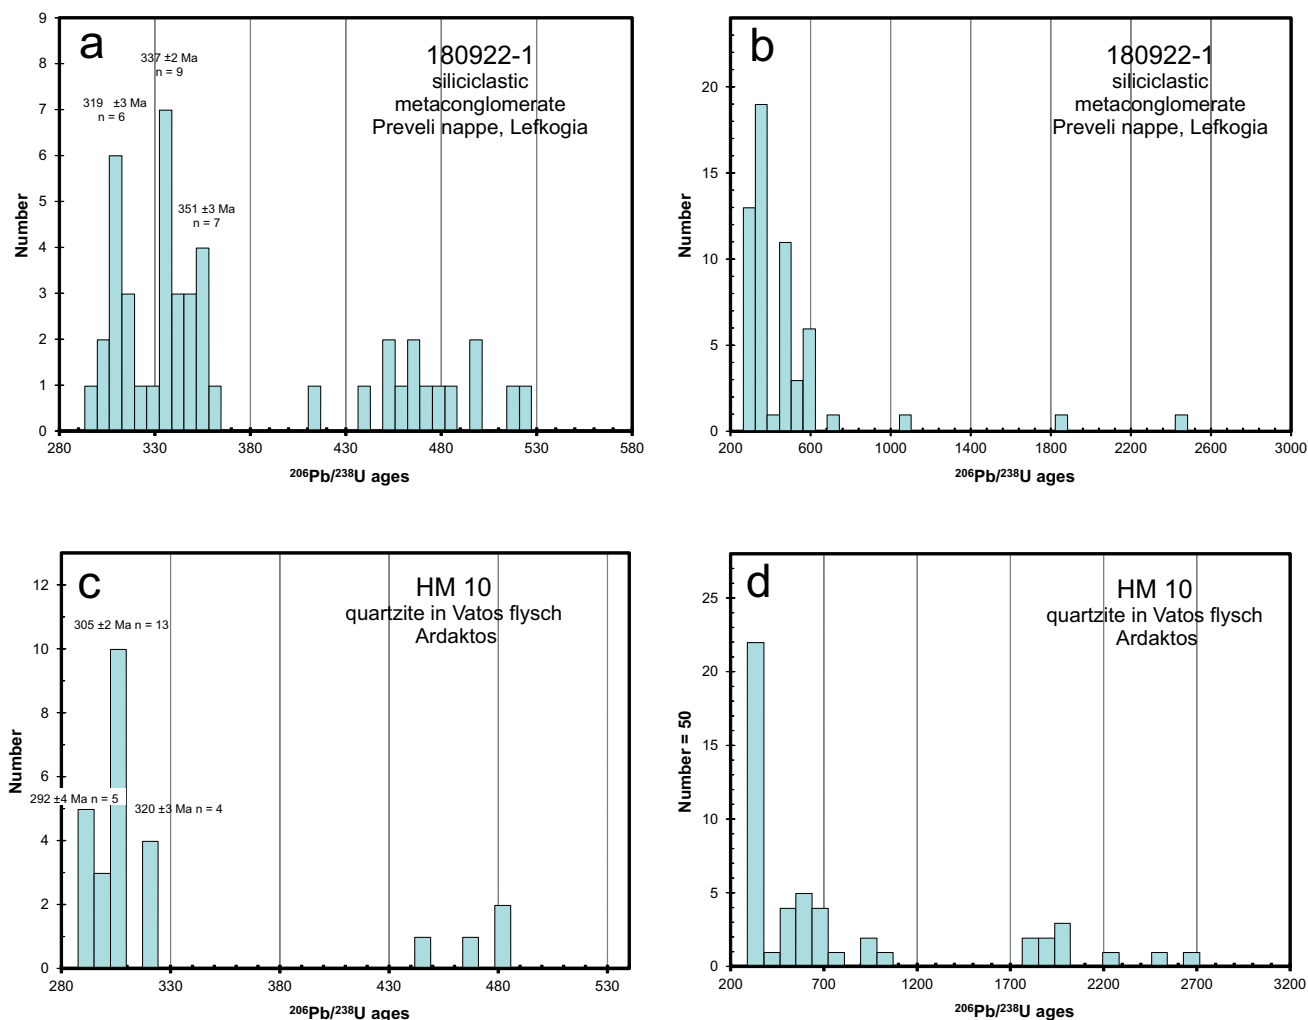 a
180922-1
siliciclastic
metaconglomerate
Preveli nappe, Lefkogia
337 ±2 Ma
n = 9
319 ±3 Ma
n = 6
351 ±3 Ma
n = 7
Number
9
8
7
6
5
4
3
2
1
0
280 330 380 430 480 530 580
²⁰⁶Pb/²³⁸U ages
b
180922-1
siliciclastic
metaconglomerate
Preveli nappe, Lefkogia
Number
20
15
10
5
0
200 600 1000 1400 1800 2200 2600 3000
²⁰⁶Pb/²³⁸U ages
c
HM 10
quartzite in Vatos flysch
Ardaktos
305 ±2 Ma n = 13
292 ±4 Ma n = 5
320 ±3 Ma n = 4
Number
12
10
8
6
4
2
0
280 330 380 430 480 530
²⁰⁶Pb/²³⁸U ages
d
HM 10
quartzite in Vatos flysch
Ardaktos
Number = 50
25
20
15
10
5
0
200 700 1200 1700 2200 2700 3200
²⁰⁶Pb/²³⁸U ages